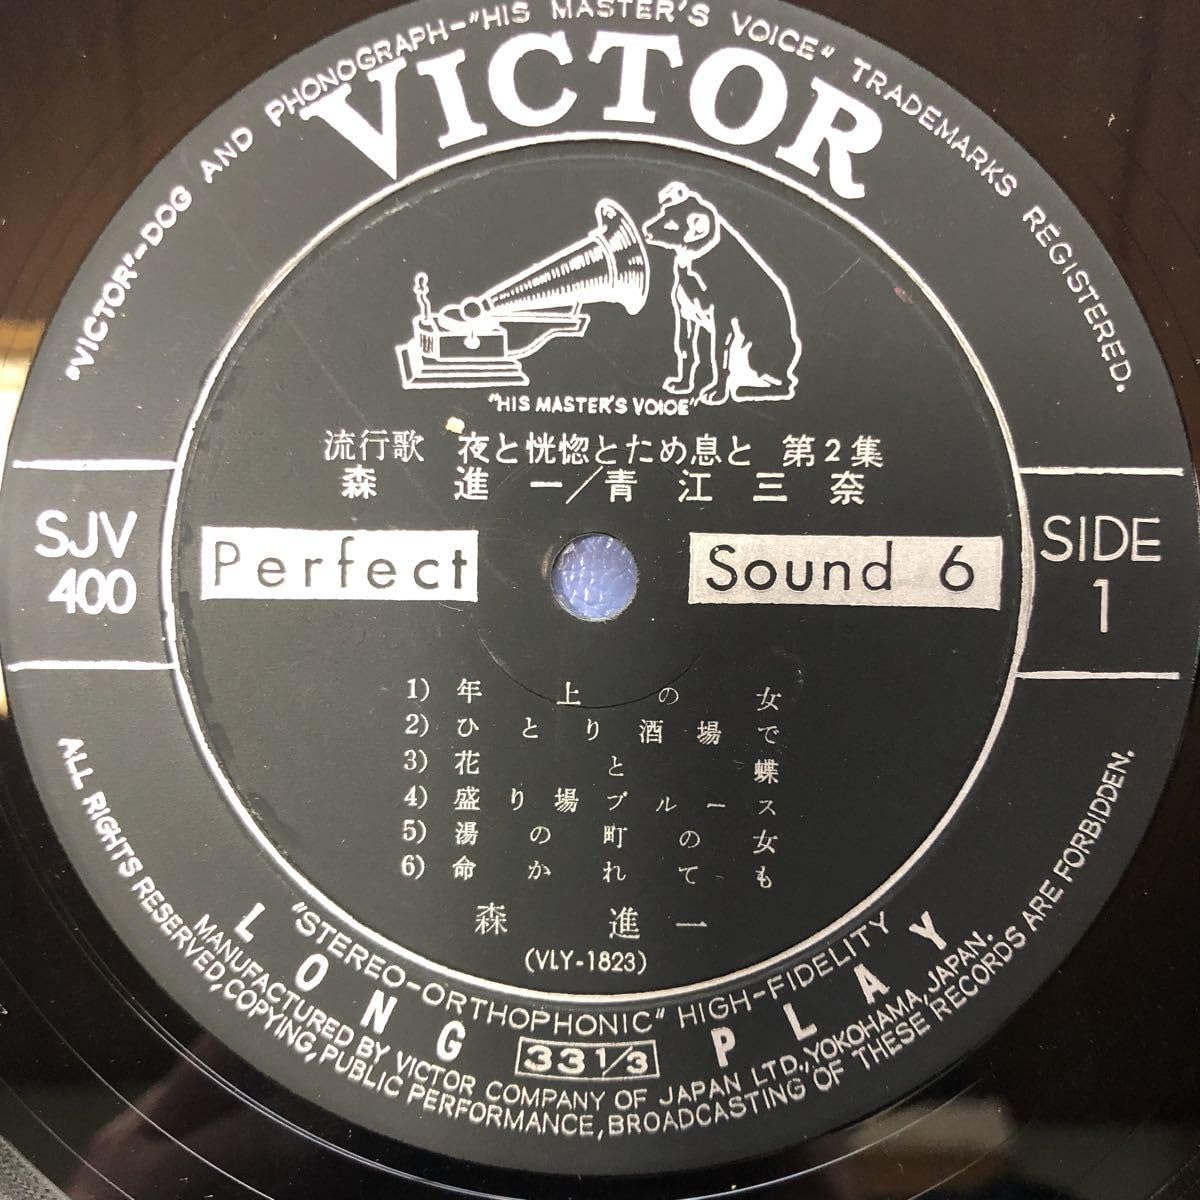 "VICTOR"-DOG AND PHONOGRAPH-"HIS MASTER'S VOICE" TRADEMARKS REGISTERED.
VICTOR
"HIS MASTER'S VOICE"
流行歌 夜と恍惚とため息と 第2集
森進一/青江三奈
SJV
400
Perfect
Sound 6
SIDE
1
1) 年上の女
2) ひとり酒場で
3) 花と蝶
4) 盛り場ブルース
5) 湯の町の女
6) 命かれても
森進一
(VLY-1823)
"STEREO-ORTHOPHONIC" HIGH-FIDELITY
LONG 33 1/3 PLAY
MANUFACTURED BY VICTOR COMPANY OF JAPAN LTD., YOKOHAMA, JAPAN.
ALL RIGHTS RESERVED, COPYING, PUBLIC PERFORMANCE, BROADCASTING OF THESE RECORDS ARE FORBIDDEN.